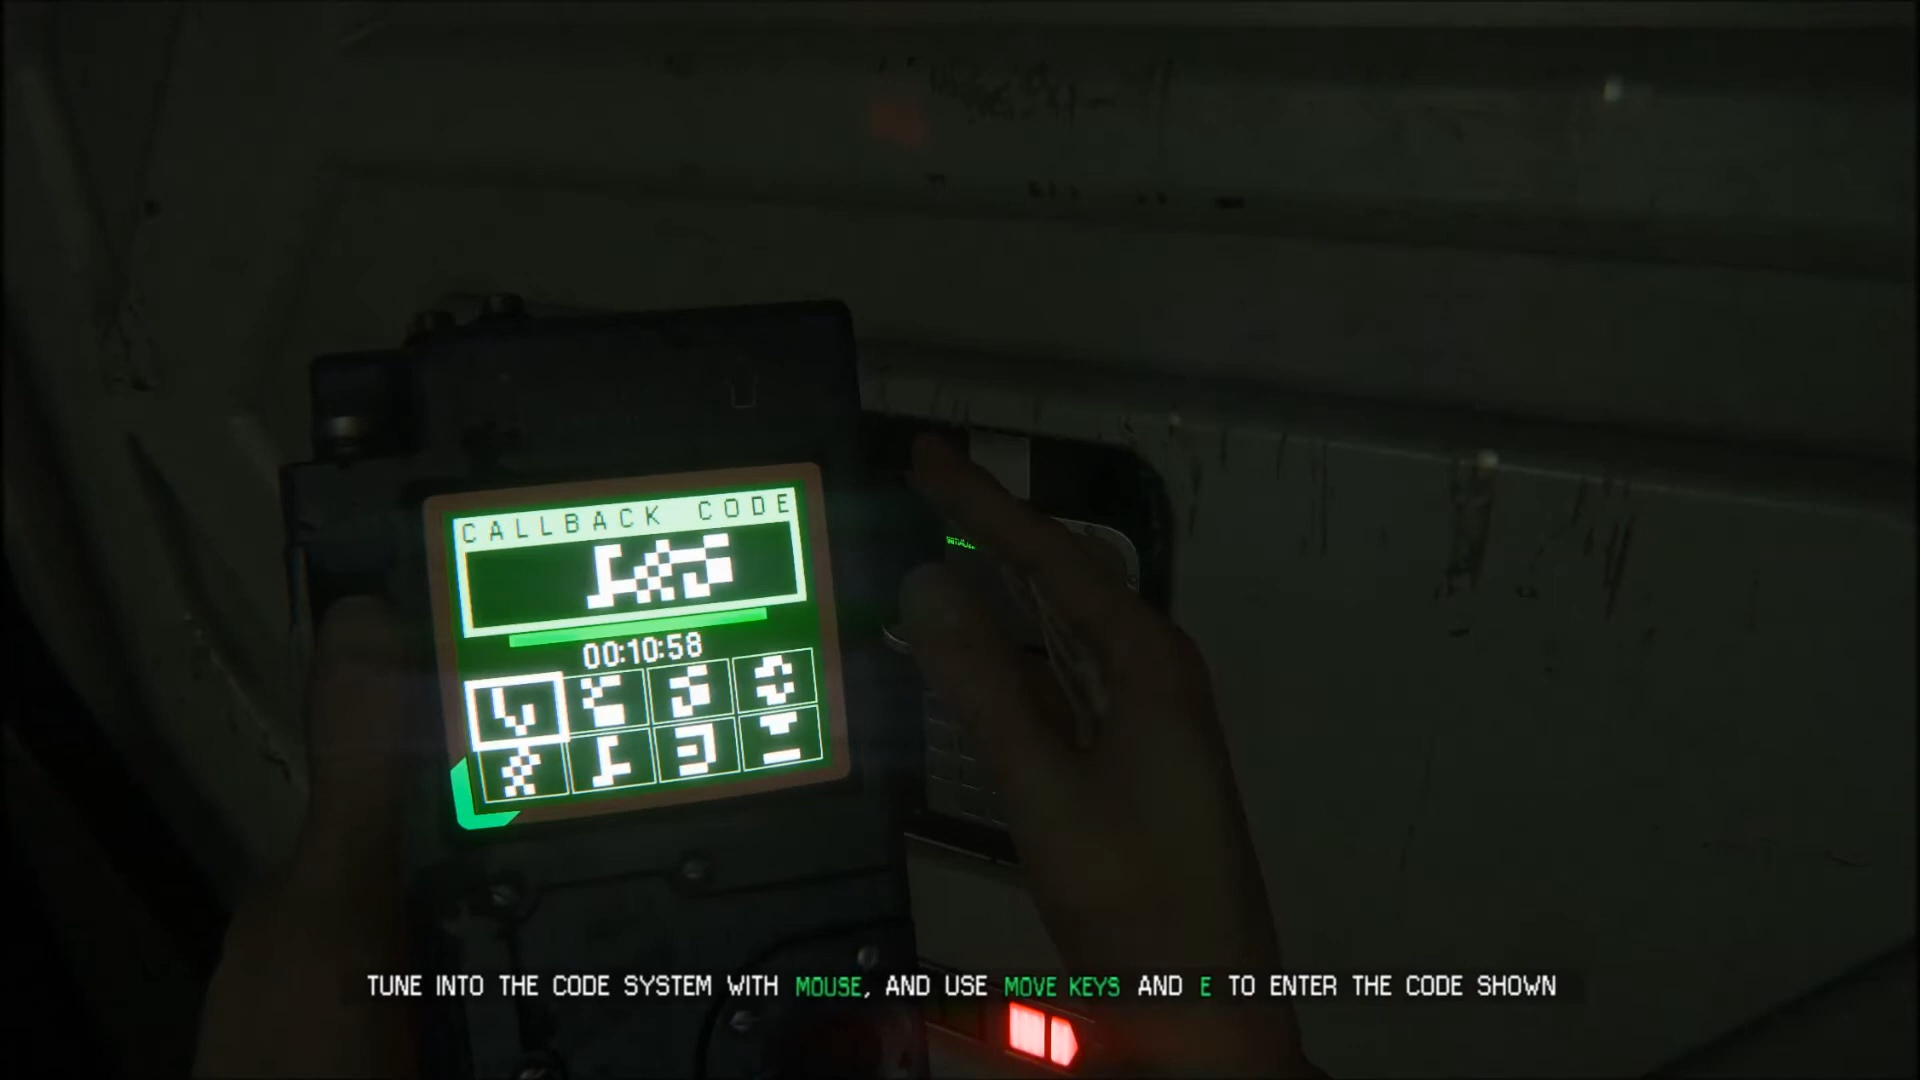 CALLBACK CODE
00:10:58
TUNE INTO THE CODE SYSTEM WITH MOUSE, AND USE MOVE KEYS AND E TO ENTER THE CODE SHOWN